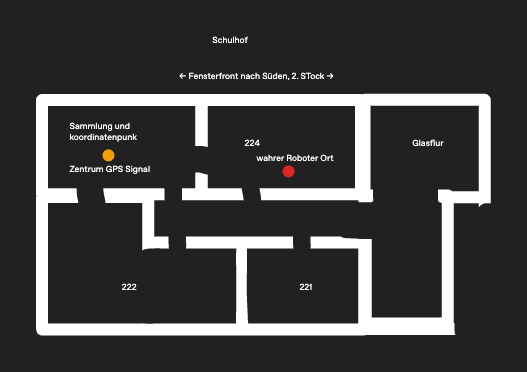 Schulhof
← Fensterfront nach Süden, 2. STock →
Sammlung und
koordinatenpunk
Zentrum GPS Signal
224
wahrer Roboter Ort
Glasflur
222
221